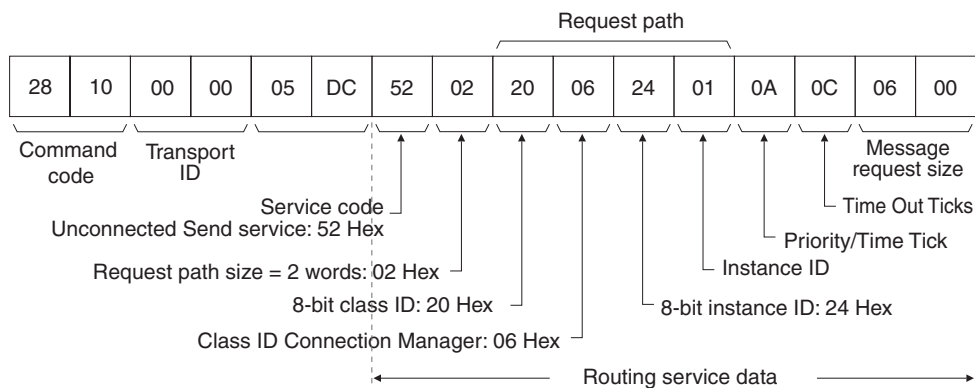 Request path
28 10 00 00 05 DC 52 02 20 06 24 01 0A 0C 06 00
Command code
Transport ID
Message request size
Service code
Unconnected Send service: 52 Hex
Time Out Ticks
Priority/Time Tick
Request path size = 2 words: 02 Hex
Instance ID
8-bit class ID: 20 Hex
8-bit instance ID: 24 Hex
Class ID Connection Manager: 06 Hex
Routing service data